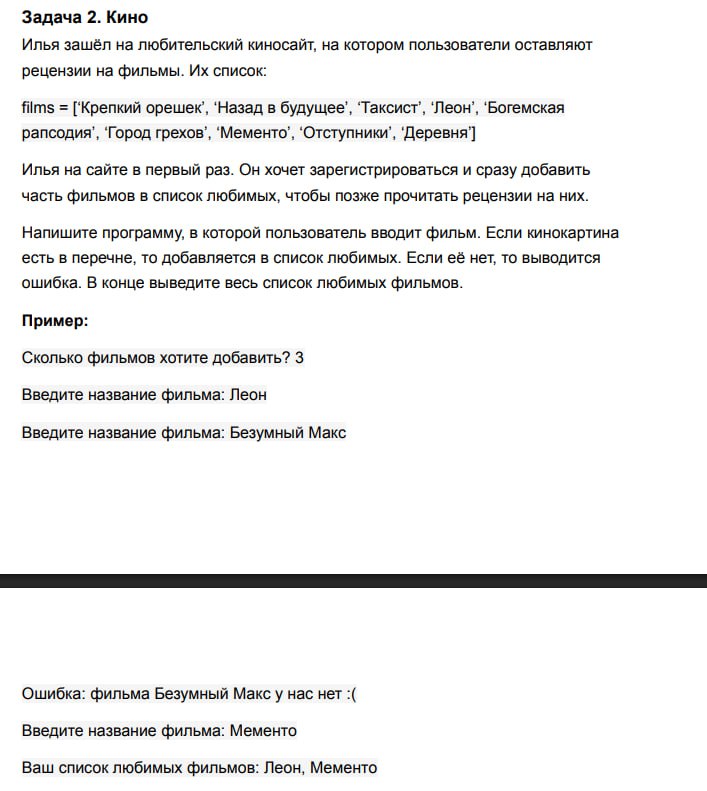 Задача 2. Кино
Илья зашёл на любительский киносайт, на котором пользователи оставляют
рецензии на фильмы. Их список:
films = [‘Крепкий орешек’, ‘Назад в будущее’, ‘Таксист’, ‘Леон’, ‘Богемская
рапсодия’, ‘Город грехов’, ‘Мементо’, ‘Отступники’, ‘Деревня’]
Илья на сайте в первый раз. Он хочет зарегистрироваться и сразу добавить
часть фильмов в список любимых, чтобы позже прочитать рецензии на них.
Напишите программу, в которой пользователь вводит фильм. Если кинокартина
есть в перечне, то добавляется в список любимых. Если её нет, то выводится
ошибка. В конце выведите весь список любимых фильмов.
Пример:
Сколько фильмов хотите добавить? 3
Введите название фильма: Леон
Введите название фильма: Безумный Макс
Ошибка: фильма Безумный Макс у нас нет :(
Введите название фильма: Мементо
Ваш список любимых фильмов: Леон, Мементо